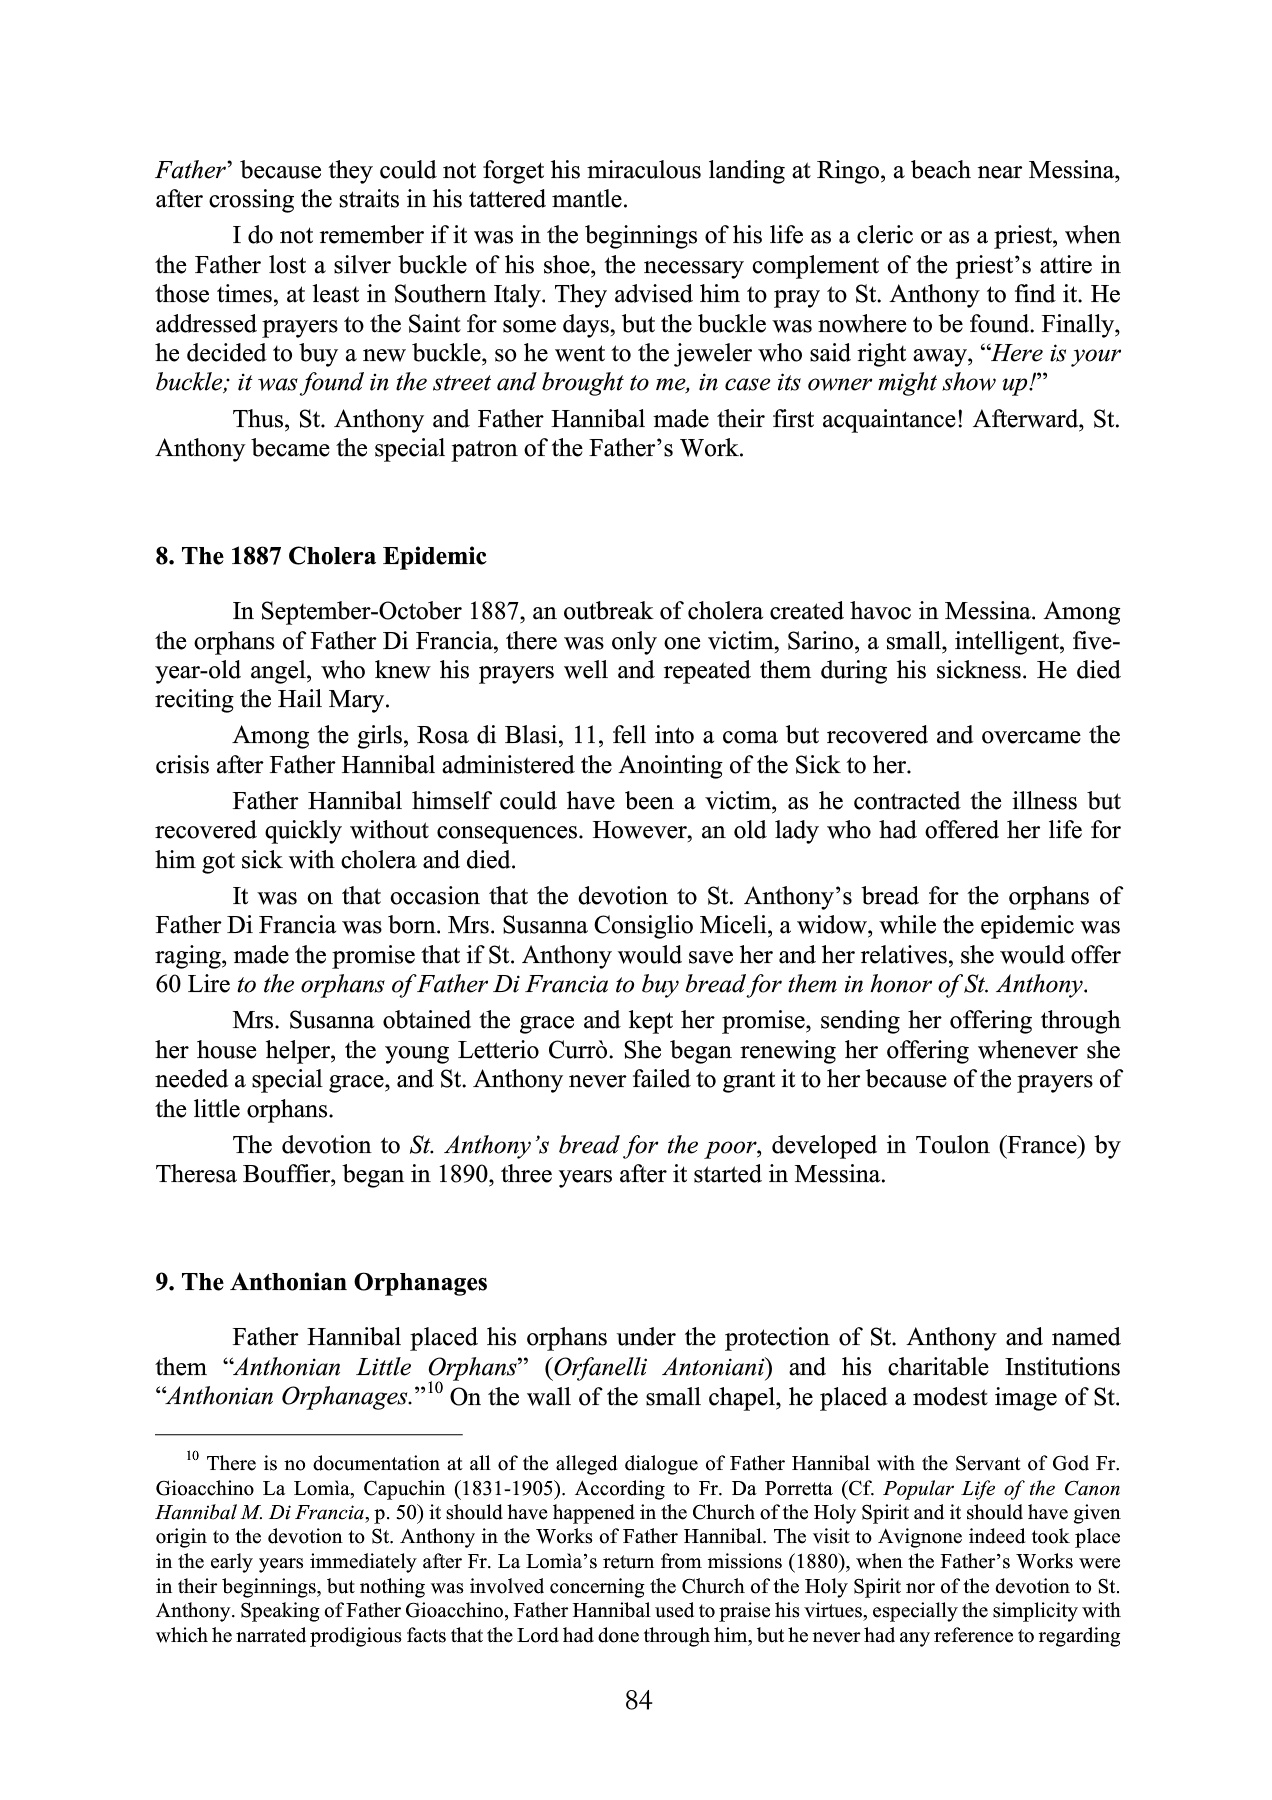 Father’ because they could not forget his miraculous landing at Ringo, a beach near Messina,
after crossing the straits in his tattered mantle.
I do not remember if it was in the beginnings of his life as a cleric or as a priest, when
the Father lost a silver buckle of his shoe, the necessary complement of the priest’s attire in
those times, at least in Southern Italy. They advised him to pray to St. Anthony to find it. He
addressed prayers to the Saint for some days, but the buckle was nowhere to be found. Finally,
he decided to buy a new buckle, so he went to the jeweler who said right away, “Here is your
buckle; it was found in the street and brought to me, in case its owner might show up!”
Thus, St. Anthony and Father Hannibal made their first acquaintance! Afterward, St.
Anthony became the special patron of the Father’s Work.
8. The 1887 Cholera Epidemic
In September-October 1887, an outbreak of cholera created havoc in Messina. Among
the orphans of Father Di Francia, there was only one victim, Sarino, a small, intelligent, five-
year-old angel, who knew his prayers well and repeated them during his sickness. He died
reciting the Hail Mary.
Among the girls, Rosa di Blasi, 11, fell into a coma but recovered and overcame the
crisis after Father Hannibal administered the Anointing of the Sick to her.
Father Hannibal himself could have been a victim, as he contracted the illness but
recovered quickly without consequences. However, an old lady who had offered her life for
him got sick with cholera and died.
It was on that occasion that the devotion to St. Anthony’s bread for the orphans of
Father Di Francia was born. Mrs. Susanna Consiglio Miceli, a widow, while the epidemic was
raging, made the promise that if St. Anthony would save her and her relatives, she would offer
60 Lire to the orphans of Father Di Francia to buy bread for them in honor of St. Anthony.
Mrs. Susanna obtained the grace and kept her promise, sending her offering through
her house helper, the young Letterio Currò. She began renewing her offering whenever she
needed a special grace, and St. Anthony never failed to grant it to her because of the prayers of
the little orphans.
The devotion to St. Anthony’s bread for the poor, developed in Toulon (France) by
Theresa Bouffier, began in 1890, three years after it started in Messina.
9. The Anthonian Orphanages
Father Hannibal placed his orphans under the protection of St. Anthony and named
them “Anthonian Little Orphans” (Orfanelli Antoniani) and his charitable Institutions
“Anthonian Orphanages.”10 On the wall of the small chapel, he placed a modest image of St.
10 There is no documentation at all of the alleged dialogue of Father Hannibal with the Servant of God Fr.
Gioacchino La Lomìa, Capuchin (1831-1905). According to Fr. Da Porretta (Cf. Popular Life of the Canon
Hannibal M. Di Francia, p. 50) it should have happened in the Church of the Holy Spirit and it should have given
origin to the devotion to St. Anthony in the Works of Father Hannibal. The visit to Avignone indeed took place
in the early years immediately after Fr. La Lomìa’s return from missions (1880), when the Father’s Works were
in their beginnings, but nothing was involved concerning the Church of the Holy Spirit nor of the devotion to St.
Anthony. Speaking of Father Gioacchino, Father Hannibal used to praise his virtues, especially the simplicity with
which he narrated prodigious facts that the Lord had done through him, but he never had any reference to regarding
84